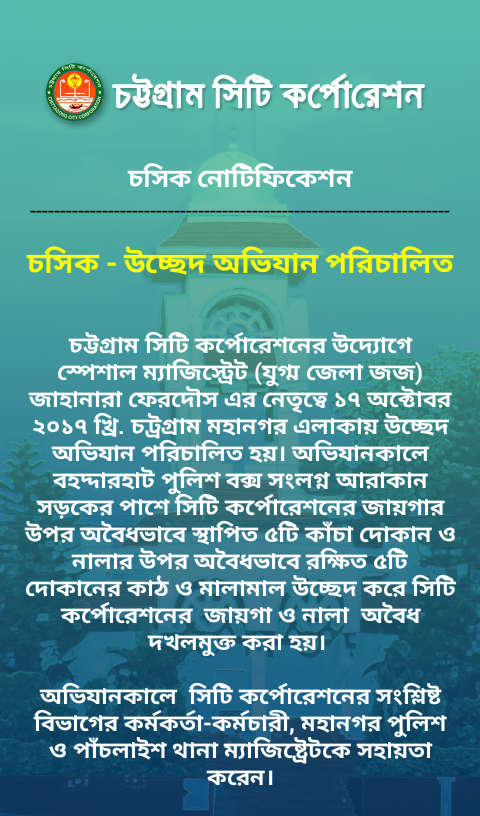 চট্টগ্রাম সিটি কর্পোরেশন
চসিক নোটিফিকেশন
চসিক - উচ্ছেদ অভিযান পরিচালিত
চট্টগ্রাম সিটি কর্পোরেশনের উদ্যোগে
স্পেশাল ম্যাজিস্ট্রেট (যুগ্ম জেলা জজ)
জাহানারা ফেরদৌস এর নেতৃত্বে ১৭ অক্টোবর
২০১৭ খ্রি. চট্রগ্রাম মহানগর এলাকায় উচ্ছেদ
অভিযান পরিচালিত হয়। অভিযানকালে
বহদ্দারহাট পুলিশ বক্স সংলগ্ন আরাকান
সড়কের পাশে সিটি কর্পোরেশনের জায়গার
উপর অবৈধভাবে স্থাপিত ৫টি কাঁচা দোকান ও
নালার উপর অবৈধভাবে রক্ষিত ৫টি
দোকানের কাঠ ও মালামাল উচ্ছেদ করে সিটি
কর্পোরেশনের জায়গা ও নালা অবৈধ
দখলমুক্ত করা হয়।
অভিযানকালে সিটি কর্পোরেশনের সংশ্লিষ্ট
বিভাগের কর্মকর্তা-কর্মচারী, মহানগর পুলিশ
ও পাঁচলাইশ থানা ম্যাজিষ্ট্রেটকে সহায়তা
করেন।